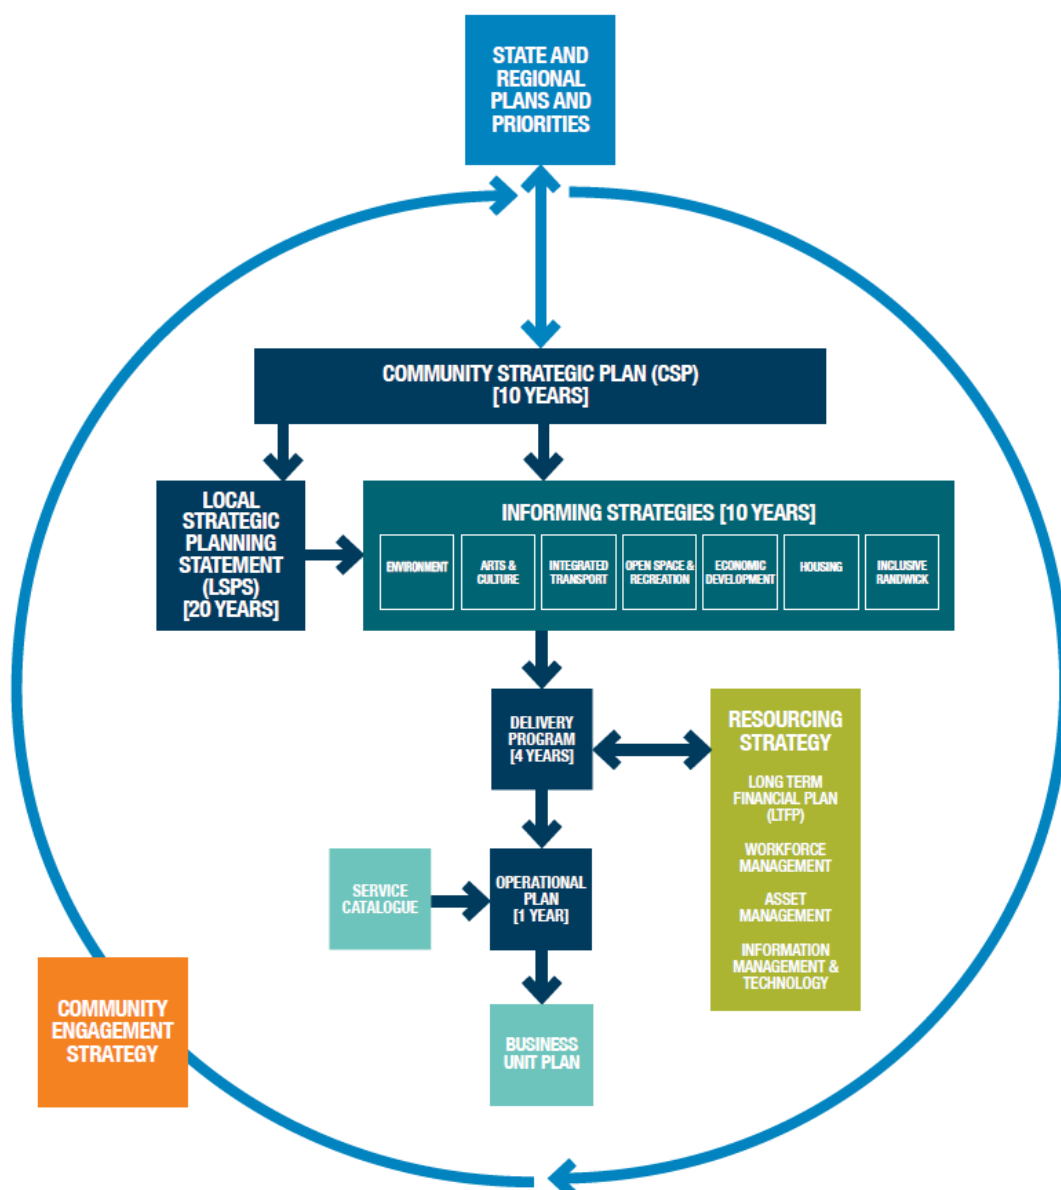 STATE AND
REGIONAL
PLANS AND
PRIORITIES
COMMUNITY STRATEGIC PLAN (CSP)
[10 YEARS]
LOCAL
STRATEGIC
PLANNING
STATEMENT
(LSPS)
[20 YEARS]
INFORMING STRATEGIES [10 YEARS]
ENVIRONMENT
ARTS &
CULTURE
INTEGRATED
TRANSPORT
OPEN SPACE &
RECREATION
ECONOMIC
DEVELOPMENT
HOUSING
INCLUSIVE
RANDWICK
DELIVERY
PROGRAM
[4 YEARS]
RESOURCING
STRATEGY
LONG TERM
FINANCIAL PLAN
(LTFP)
WORKFORCE
MANAGEMENT
ASSET
MANAGEMENT
INFORMATION
MANAGEMENT &
TECHNOLOGY
SERVICE
CATALOGUE
OPERATIONAL
PLAN
[1 YEAR]
COMMUNITY
ENGAGEMENT
STRATEGY
BUSINESS
UNIT PLAN